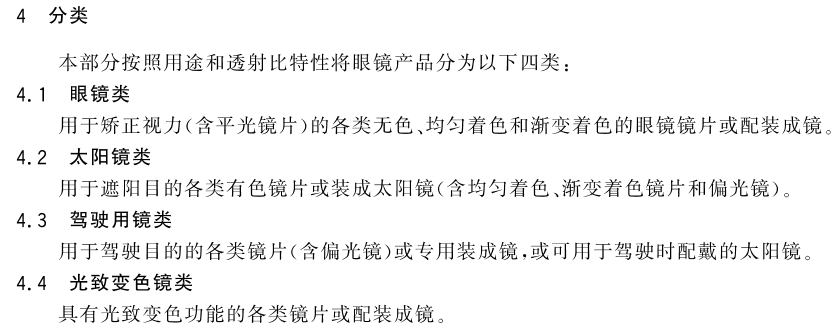 4 分类
本部分按照用途和透射比特性将眼镜产品分为以下四类：
4.1 眼镜类
用于矫正视力(含平光镜片)的各类无色、均匀着色和渐变着色的眼镜镜片或配装成镜。
4.2 太阳镜类
用于遮阳目的各类有色镜片或装成太阳镜(含均匀着色、渐变着色镜片和偏光镜)。
4.3 驾驶用镜类
用于驾驶目的的各类镜片(含偏光镜)或专用装成镜,或可用于驾驶时配戴的太阳镜。
4.4 光致变色镜类
具有光致变色功能的各类镜片或配装成镜。